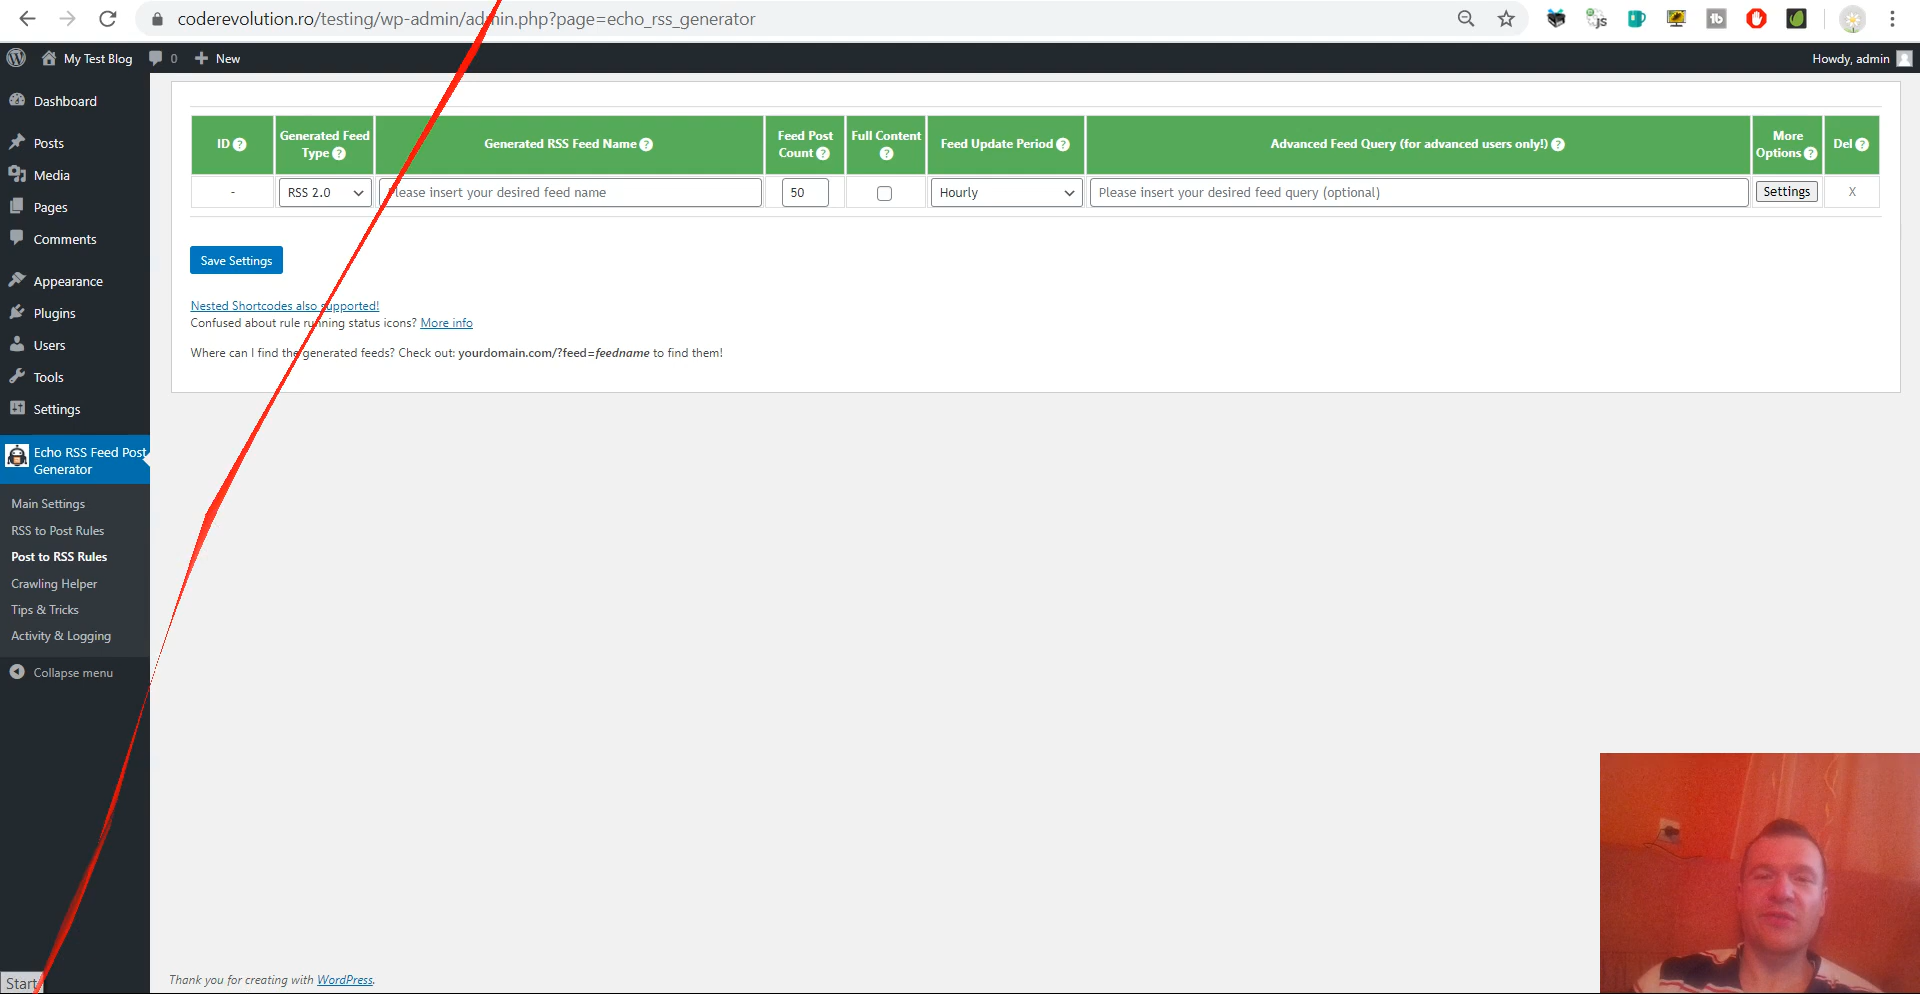 coderevolution.ro/testing/wp-admin/admin.php?page=echo_rss_generator
My Test Blog 0 New
Howdy, admin
Dashboard
Posts
Media
Pages
Comments
Appearance
Plugins
Users
Tools
Settings
Echo RSS Feed Post
Generator
Main Settings
RSS to Post Rules
Post to RSS Rules
Crawling Helper
Tips & Tricks
Activity & Logging
Collapse menu
Start
ID ?
Generated Feed
Type ?
Generated RSS Feed Name ?
Feed Post
Count ?
Full Content
?
Feed Update Period ?
Advanced Feed Query (for advanced users only!) ?
More
Options ?
Del ?
-
RSS 2.0
Please insert your desired feed name
50
Hourly
Please insert your desired feed query (optional)
Settings
X
Save Settings
Nested Shortcodes also supported!
Confused about rule running status icons? More info
Where can I find the generated feeds? Check out: yourdomain.com/?feed=feedname to find them!
Thank you for creating with WordPress.